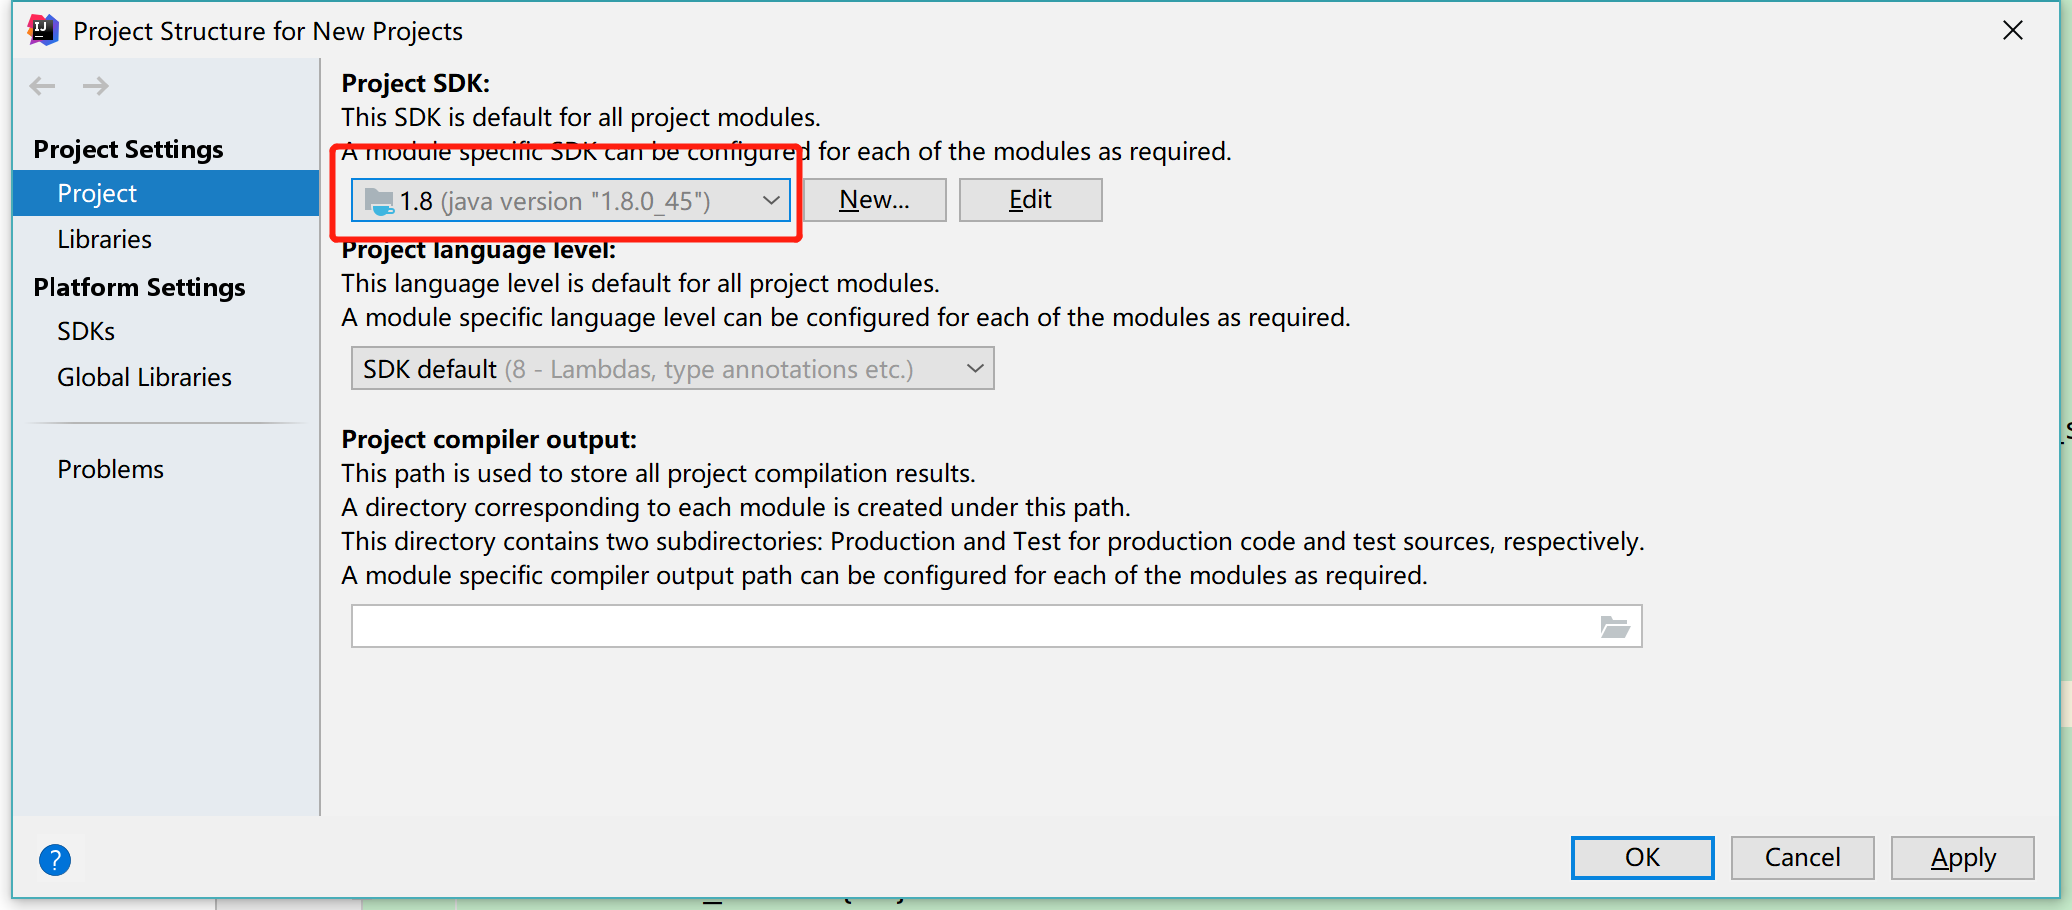 Project Structure for New Projects
Project Settings
Project
Libraries
Platform Settings
SDKs
Global Libraries
Problems
Project SDK:
This SDK is default for all project modules.
A module specific SDK can be configured for each of the modules as required.
1.8 (java version "1.8.0_45")
New...
Edit
Project language level:
This language level is default for all project modules.
A module specific language level can be configured for each of the modules as required.
SDK default (8 - Lambdas, type annotations etc.)
Project compiler output:
This path is used to store all project compilation results.
A directory corresponding to each module is created under this path.
This directory contains two subdirectories: Production and Test for production code and test sources, respectively.
A module specific compiler output path can be configured for each of the modules as required.
?
OK
Cancel
Apply